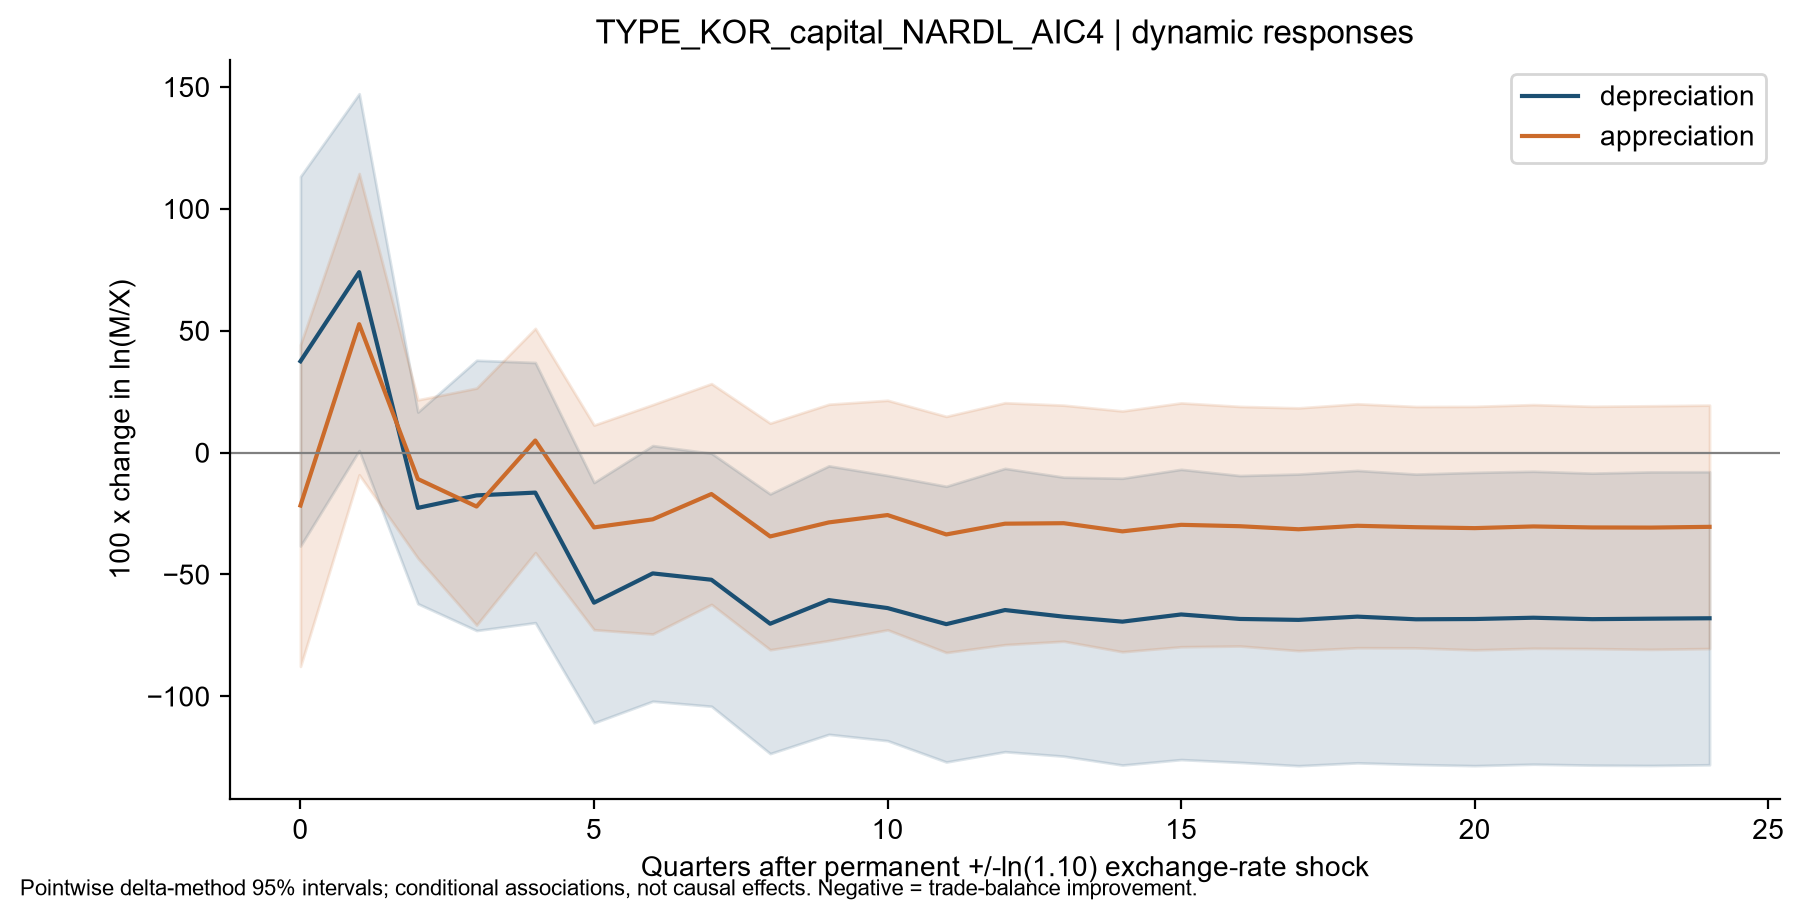 TYPE_KOR_capital_NARDL_AIC4 | dynamic responses
depreciation
appreciation
100 x change in ln(M/X)
150
100
50
0
−50
−100
0
5
10
15
20
25
Quarters after permanent +/-ln(1.10) exchange-rate shock
Pointwise delta-method 95% intervals; conditional associations, not causal effects. Negative = trade-balance improvement.